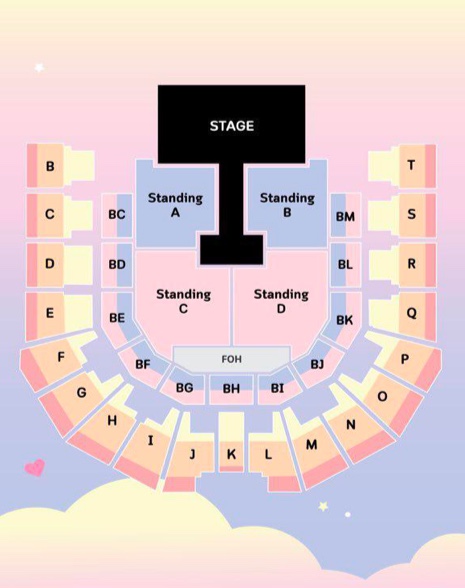 STAGE
B
T
Standing
A
Standing
B
C
BC
BM
S
D
BD
BL
R
Standing
C
Standing
D
E
BE
BK
Q
F
BF
FOH
BJ
P
G
BG
BH
BI
O
H
N
I
M
J
K
L